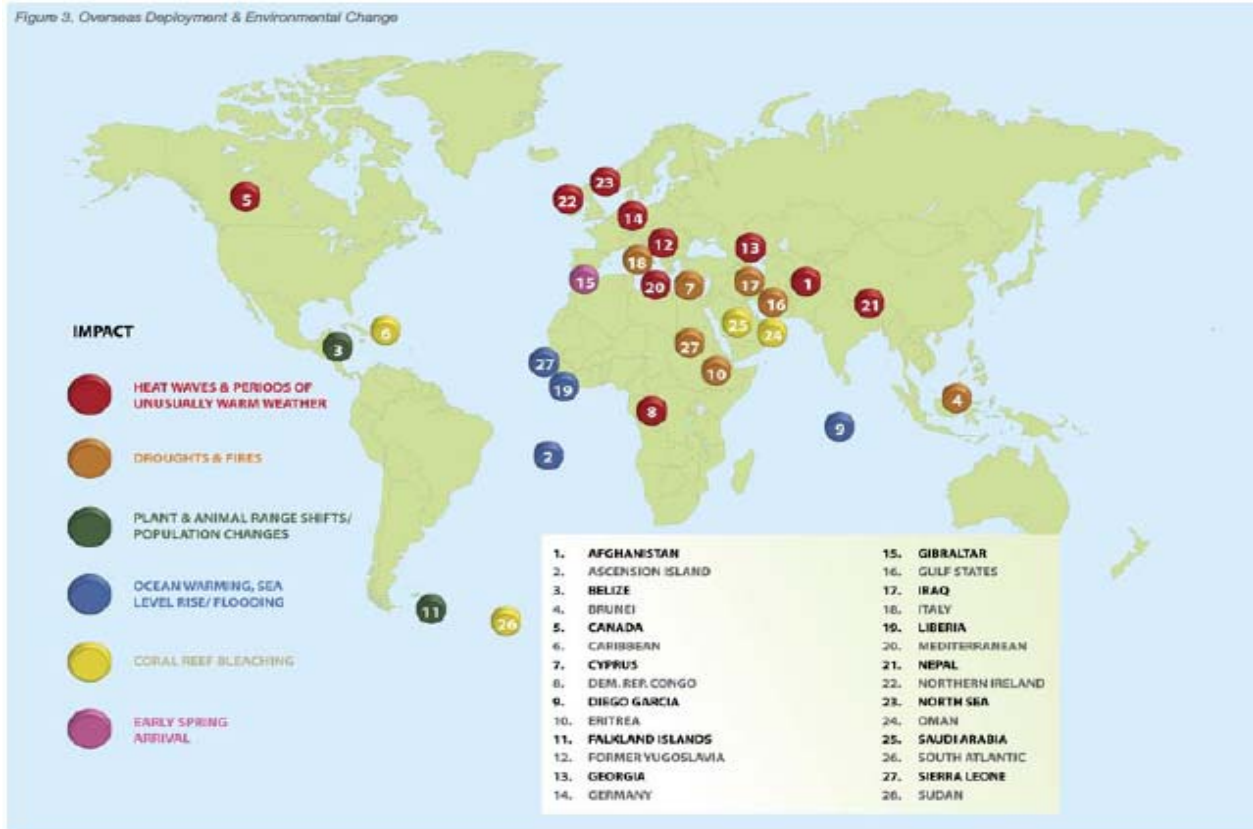 Figure 3. Overseas Deployment & Environmental Change
5
23
22
14
12
13
18
15
20
7
17
1
16
21
6
3
25
24
27
27
19
10
8
4
9
2
11
26
IMPACT
HEAT WAVES & PERIODS OF
UNUSUALLY WARM WEATHER
DROUGHTS & FIRES
PLANT & ANIMAL RANGE SHIFTS/
POPULATION CHANGES
OCEAN WARMING, SEA
LEVEL RISE/ FLOODING
CORAL REEF BLEACHING
EARLY SPRING
ARRIVAL
1. AFGHANISTAN
2. ASCENSION ISLAND
3. BELIZE
4. BRUNEI
5. CANADA
6. CARIBBEAN
7. CYPRUS
8. DEM. REP. CONGO
9. DIEGO GARCIA
10. ERITREA
11. FALKLAND ISLANDS
12. FORMER YUGOSLAVIA
13. GEORGIA
14. GERMANY
15. GIBRALTAR
16. GULF STATES
17. IRAQ
18. ITALY
19. LIBERIA
20. MEDITERRANEAN
21. NEPAL
22. NORTHERN IRELAND
23. NORTH SEA
24. OMAN
25. SAUDI ARABIA
26. SOUTH ATLANTIC
27. SIERRA LEONE
28. SUDAN